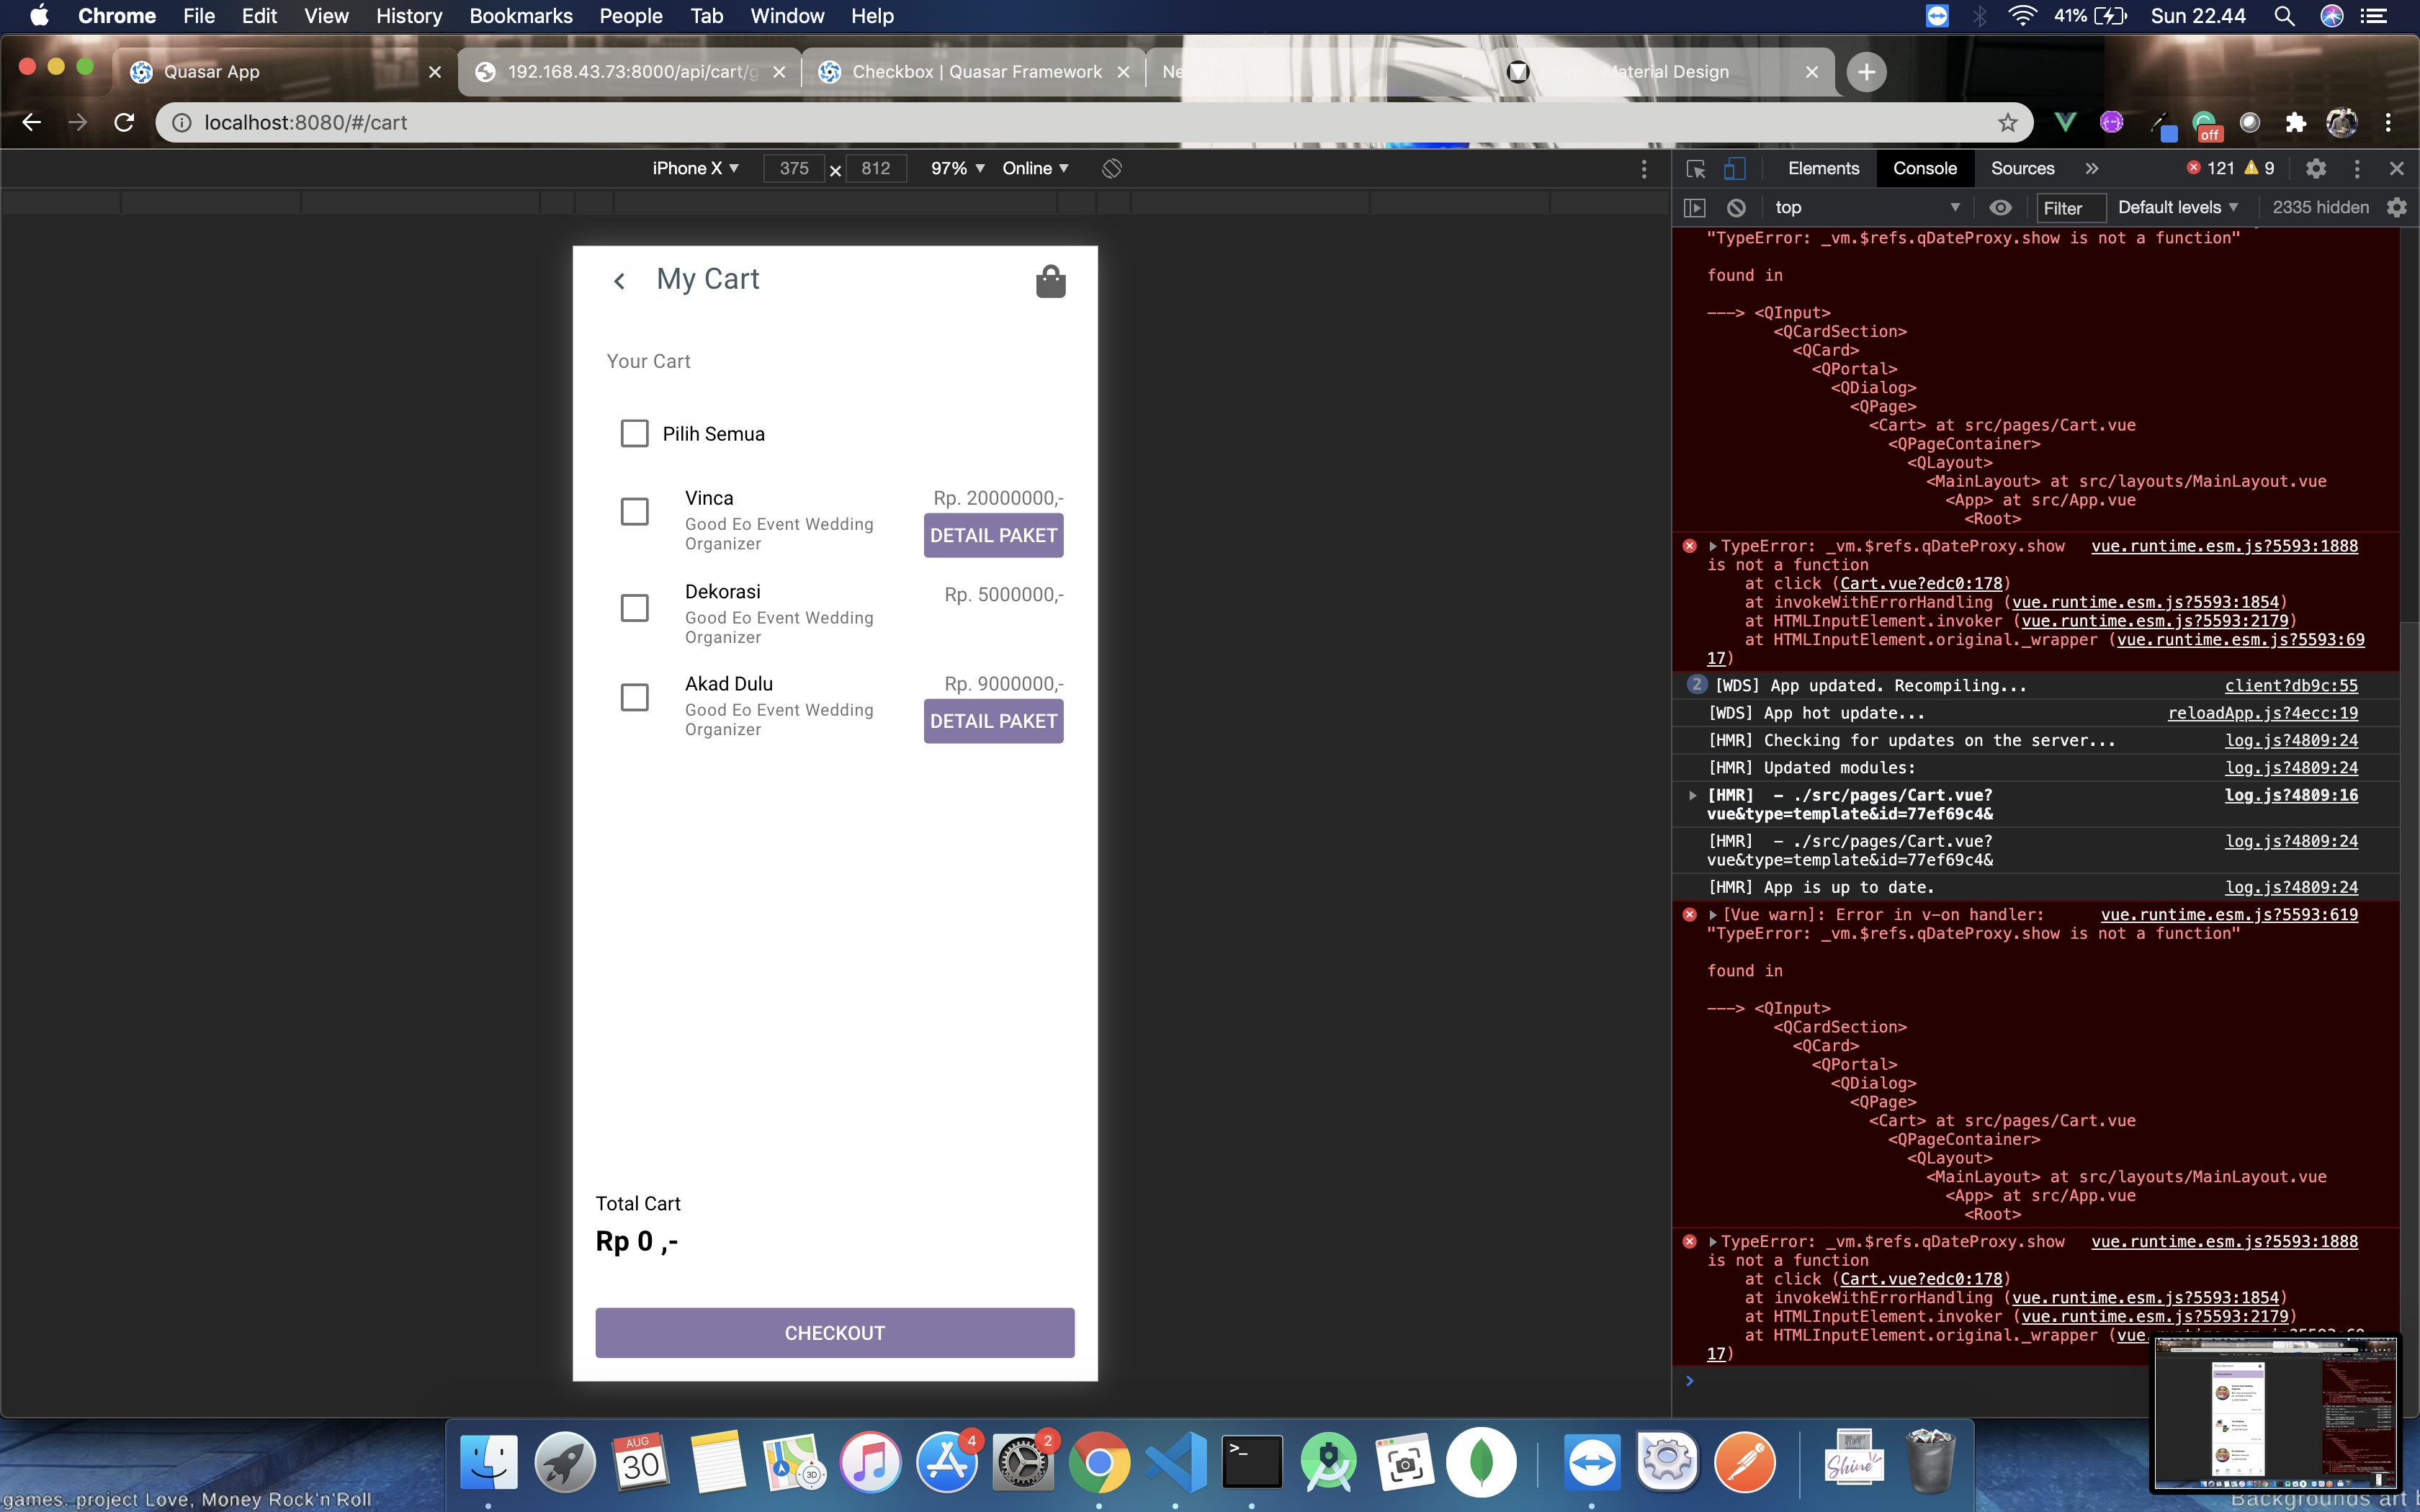 Chrome File Edit View History Bookmarks People Tab Window Help 41% Sun 22.44
Quasar App 192.168.43.73:8000/api/cart/g Checkbox | Quasar Framework Ne Material Design
localhost:8080/#/cart
off
iPhone X 375 x 812 97% Online
Elements Console Sources 121 9
top Filter Default levels 2335 hidden
My Cart
Your Cart
Pilih Semua
Vinca Rp. 20000000,-
Good Eo Event Wedding
Organizer
DETAIL PAKET
Dekorasi Rp. 5000000,-
Good Eo Event Wedding
Organizer
Akad Dulu Rp. 9000000,-
Good Eo Event Wedding
Organizer
DETAIL PAKET
Total Cart
Rp 0 ,-
CHECKOUT
"TypeError: _vm.$refs.qDateProxy.show is not a function"
found in
---> <QInput>
<QCardSection>
<QCard>
<QPortal>
<QDialog>
<QPage>
<Cart> at src/pages/Cart.vue
<QPageContainer>
<QLayout>
<MainLayout> at src/layouts/MainLayout.vue
<App> at src/App.vue
<Root>
TypeError: _vm.$refs.qDateProxy.show vue.runtime.esm.js?5593:1888
is not a function
at click (Cart.vue?edc0:178)
at invokeWithErrorHandling (vue.runtime.esm.js?5593:1854)
at HTMLInputElement.invoker (vue.runtime.esm.js?5593:2179)
at HTMLInputElement.original._wrapper (vue.runtime.esm.js?5593:69
17)
2 [WDS] App updated. Recompiling... client?db9c:55
[WDS] App hot update... reloadApp.js?4ecc:19
[HMR] Checking for updates on the server... log.js?4809:24
[HMR] Updated modules: log.js?4809:24
[HMR] - ./src/pages/Cart.vue? log.js?4809:16
vue&type=template&id=77ef69c4&
[HMR] - ./src/pages/Cart.vue? log.js?4809:24
vue&type=template&id=77ef69c4&
[HMR] App is up to date. log.js?4809:24
[Vue warn]: Error in v-on handler: vue.runtime.esm.js?5593:619
"TypeError: _vm.$refs.qDateProxy.show is not a function"
found in
---> <QInput>
<QCardSection>
<QCard>
<QPortal>
<QDialog>
<QPage>
<Cart> at src/pages/Cart.vue
<QPageContainer>
<QLayout>
<MainLayout> at src/layouts/MainLayout.vue
<App> at src/App.vue
<Root>
TypeError: _vm.$refs.qDateProxy.show vue.runtime.esm.js?5593:1888
is not a function
at click (Cart.vue?edc0:178)
at invokeWithErrorHandling (vue.runtime.esm.js?5593:1854)
at HTMLInputElement.invoker (vue.runtime.esm.js?5593:2179)
at HTMLInputElement.original._wrapper (vue.
17)
AUG
30
3D
4
2
Shine
games. project Love, Money Rock'n'Roll
Backgrounds art